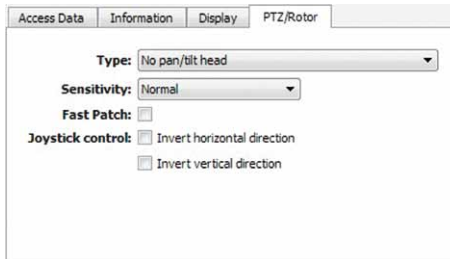 Access Data Information Display PTZ/Rotor
Type: No pan/tilt head
Sensitivity: Normal
Fast Patch:
Joystick control: Invert horizontal direction
Invert vertical direction